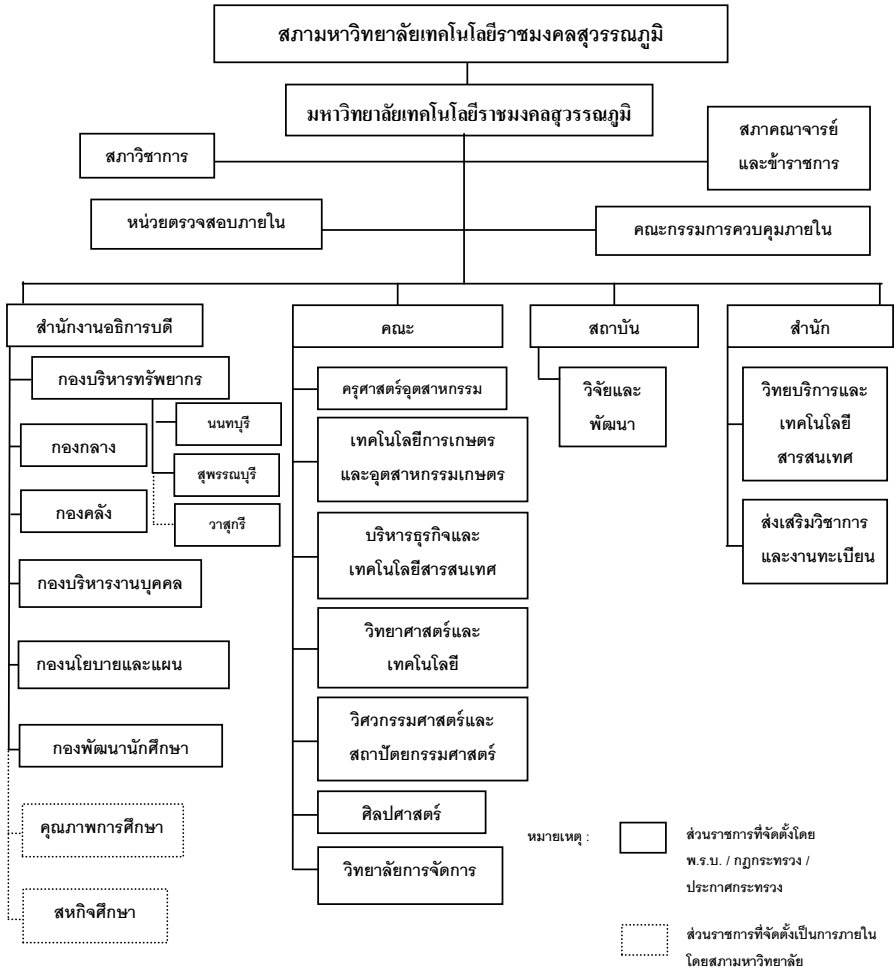 สภามหาวิทยาลัยเทคโนโลยีราชมงคลสุวรรณภูมิ
มหาวิทยาลัยเทคโนโลยีราชมงคลสุวรรณภูมิ
สภาวิชาการ
สภาคณาจารย์
และข้าราชการ
หน่วยตรวจสอบภายใน
คณะกรรมการควบคุมภายใน
สำนักงานอธิการบดี
กองบริหารทรัพยากร
นนทบุรี
สุพรรณบุรี
วาสุกรี
กองกลาง
กองคลัง
กองบริหารงานบุคคล
กองนโยบายและแผน
กองพัฒนานักศึกษา
คุณภาพการศึกษา
สหกิจศึกษา
คณะ
ครุศาสตร์อุตสาหกรรม
เทคโนโลยีการเกษตร
และอุตสาหกรรมเกษตร
บริหารธุรกิจและ
เทคโนโลยีสารสนเทศ
วิทยาศาสตร์และ
เทคโนโลยี
วิศวกรรมศาสตร์และ
สถาปัตยกรรมศาสตร์
ศิลปศาสตร์
วิทยาลัยการจัดการ
สถาบัน
วิจัยและ
พัฒนา
สำนัก
วิทยบริการและ
เทคโนโลยี
สารสนเทศ
ส่งเสริมวิชาการ
และงานทะเบียน
หมายเหตุ :
ส่วนราชการที่จัดตั้งโดย
พ.ร.บ. / กฎกระทรวง /
ประกาศกระทรวง
ส่วนราชการที่จัดตั้งเป็นการภายใน
โดยสภามหาวิทยาลัย